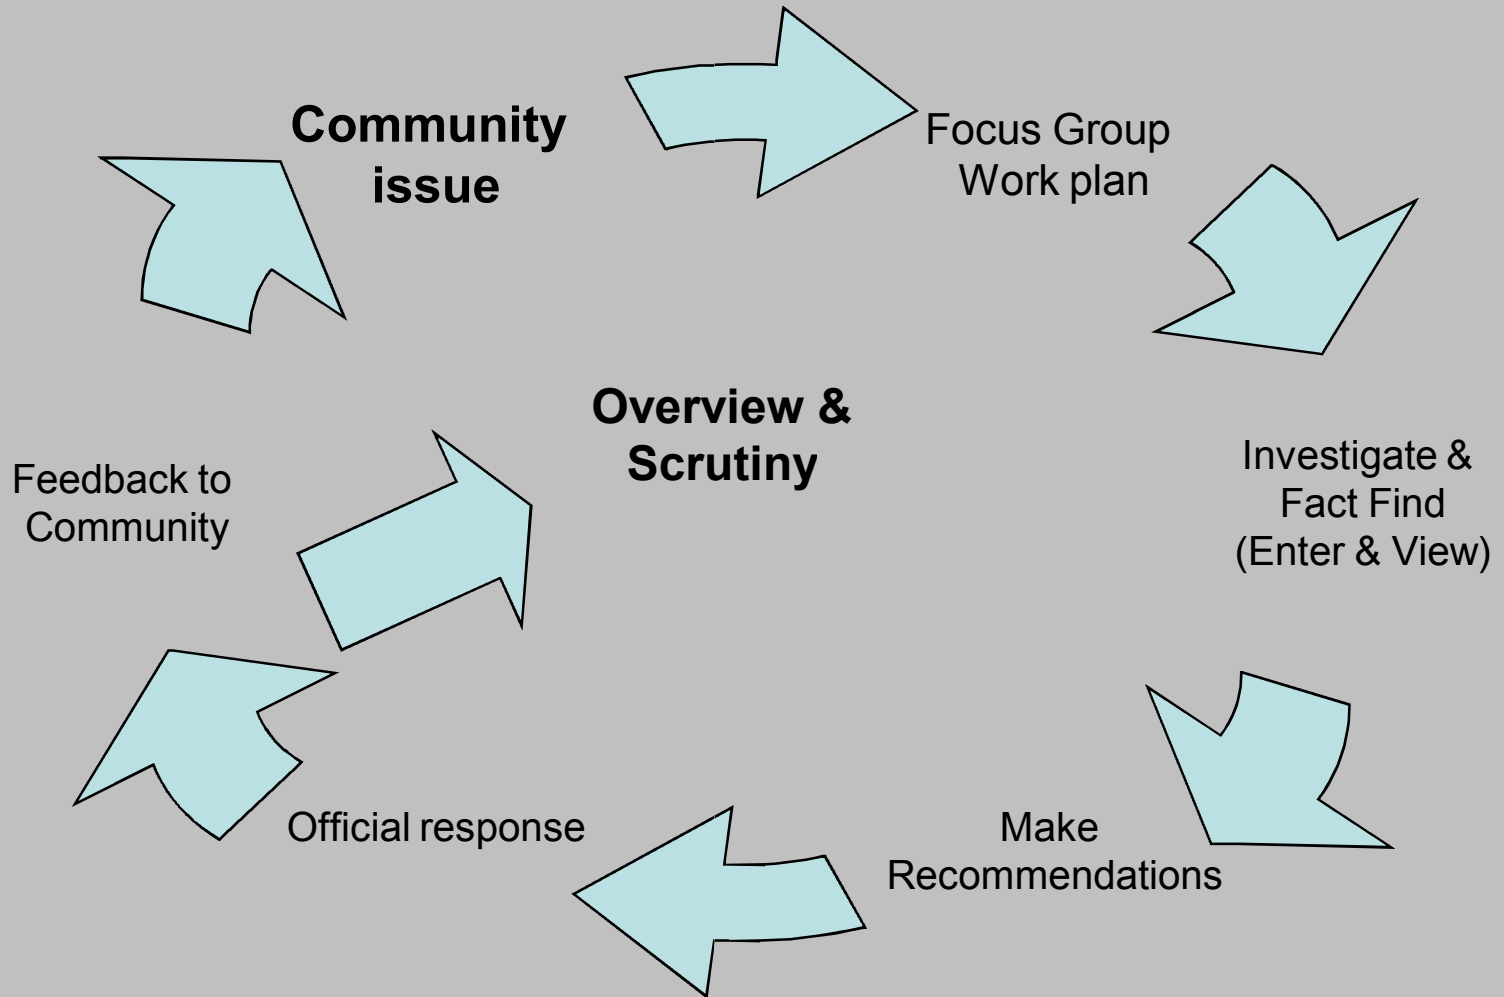 Community
issue
Focus Group
Work plan
Overview &
Scrutiny
Investigate &
Fact Find
(Enter & View)
Feedback to
Community
Make
Recommendations
Official response